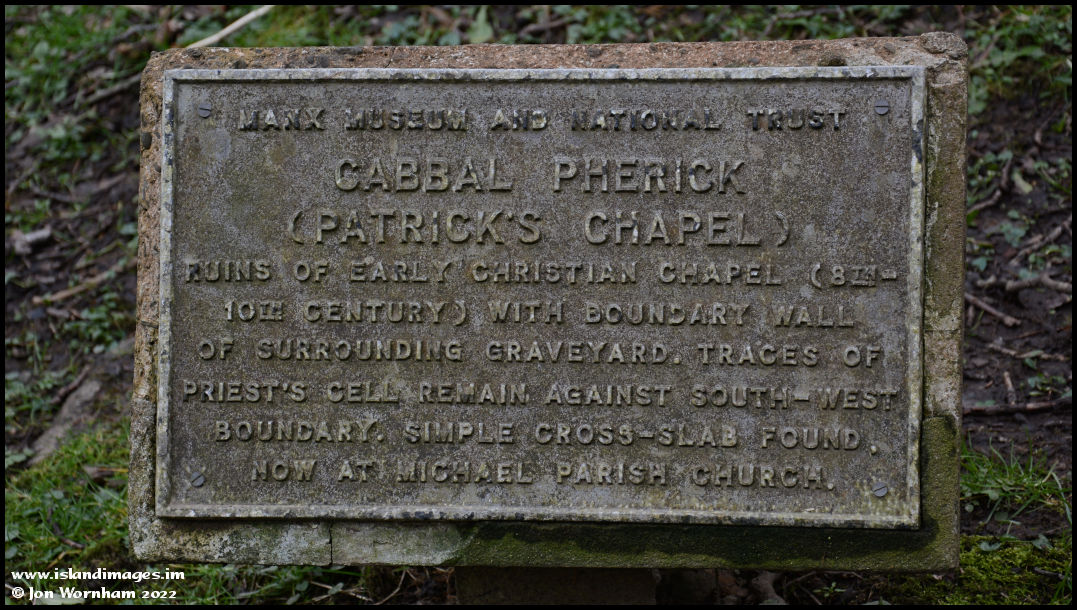 MANX MUSEUM AND NATIONAL TRUST
CABBAL PHERICK
(PATRICK'S CHAPEL)
RUINS OF EARLY CHRISTIAN CHAPEL (8TH-
10TH CENTURY) WITH BOUNDARY WALL
OF SURROUNDING GRAVEYARD. TRACES OF
PRIEST'S CELL REMAIN AGAINST SOUTH-WEST
BOUNDARY. SIMPLE CROSS-SLAB FOUND,
NOW AT MICHAEL PARISH CHURCH.
www.islandimages.im
© Jon Wornham 2022